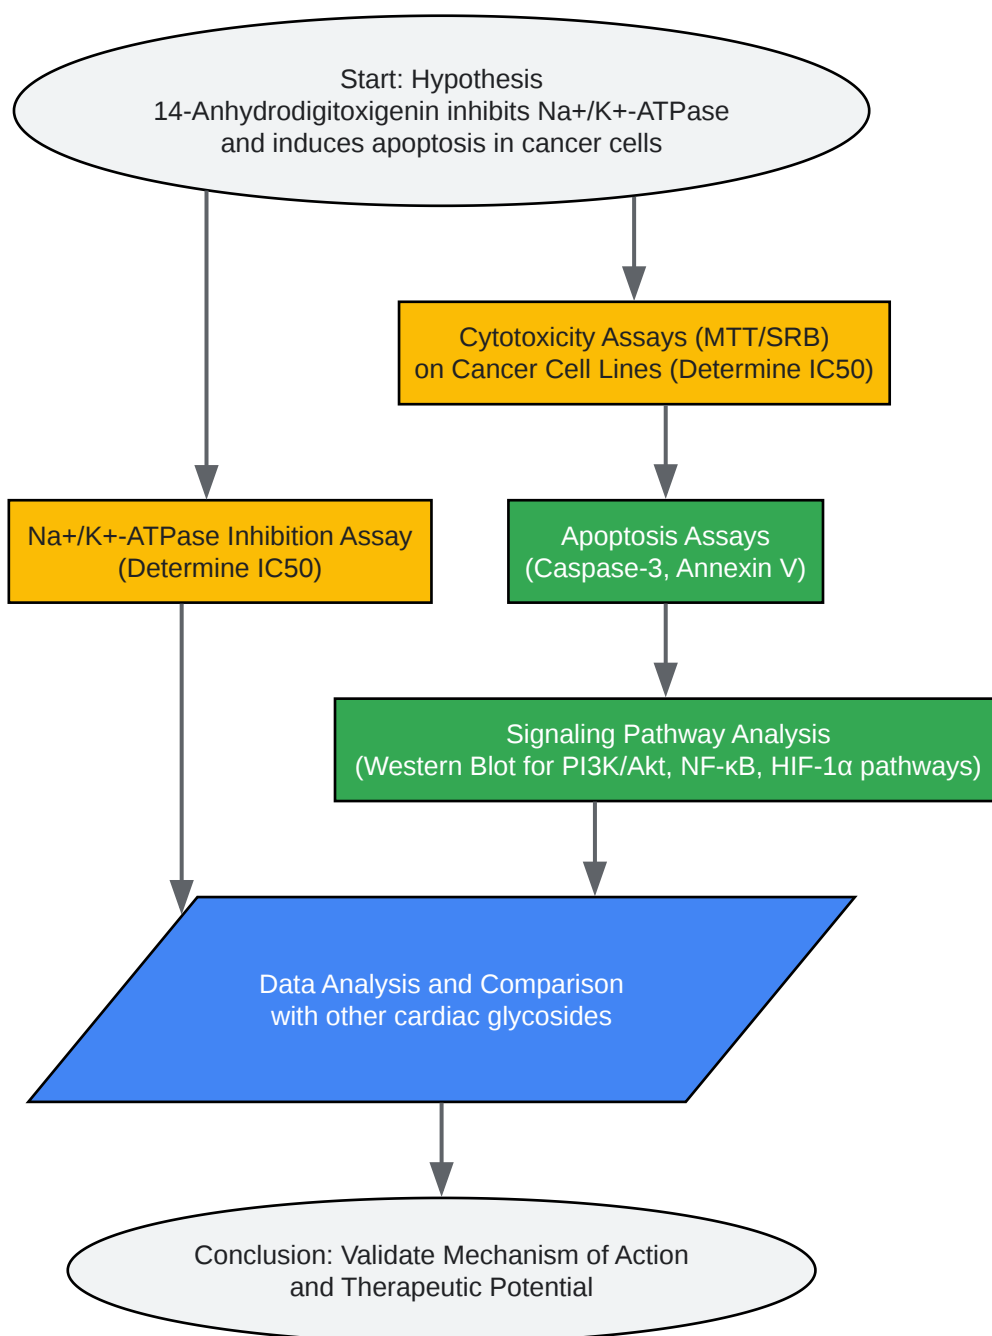 Start: Hypothesis
14-Anhydrodigitoxigenin inhibits Na+/K+-ATPase
and induces apoptosis in cancer cells
Cytotoxicity Assays (MTT/SRB)
on Cancer Cell Lines (Determine IC50)
Na+/K+-ATPase Inhibition Assay
(Determine IC50)
Apoptosis Assays
(Caspase-3, Annexin V)
Signaling Pathway Analysis
(Western Blot for PI3K/Akt, NF-κB, HIF-1α pathways)
Data Analysis and Comparison
with other cardiac glycosides
Conclusion: Validate Mechanism of Action
and Therapeutic Potential